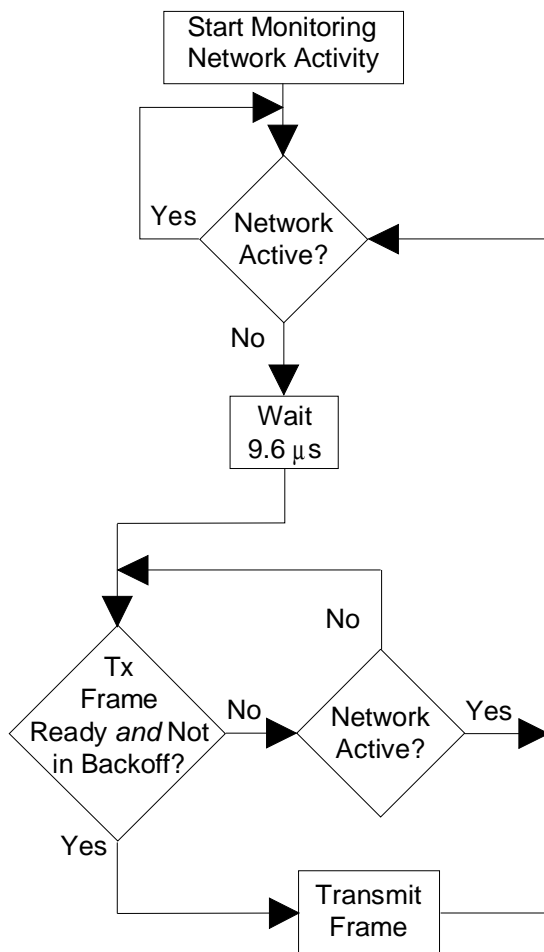 Start Monitoring
Network Activity
Yes
Network
Active?
No
Wait
9.6 μs
No
Tx
Frame
Ready and Not
in Backoff?
No
Network
Active?
Yes
Yes
Transmit
Frame